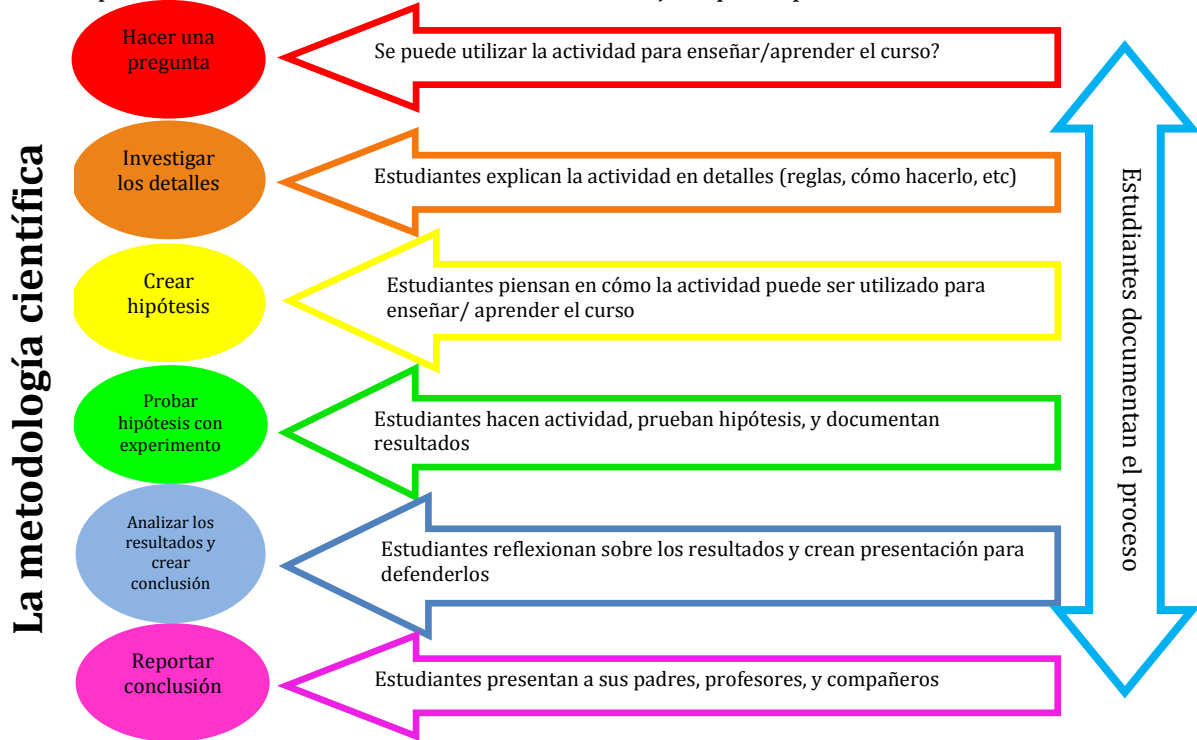 La metodología científica
Hacer una
pregunta
Se puede utilizar la actividad para enseñar/aprender el curso?
Investigar
los detalles
Estudiantes explican la actividad en detalles (reglas, cómo hacerlo, etc)
Crear
hipótesis
Estudiantes piensan en cómo la actividad puede ser utilizado para
enseñar/ aprender el curso
Probar
hipótesis con
experimento
Estudiantes hacen actividad, prueban hipótesis, y documentan
resultados
Analizar los
resultados y
crear
conclusión
Estudiantes reflexionan sobre los resultados y crean presentación para
defenderlos
Reportar
conclusión
Estudiantes presentan a sus padres, profesores, y compañeros
Estudiantes documentan el proceso